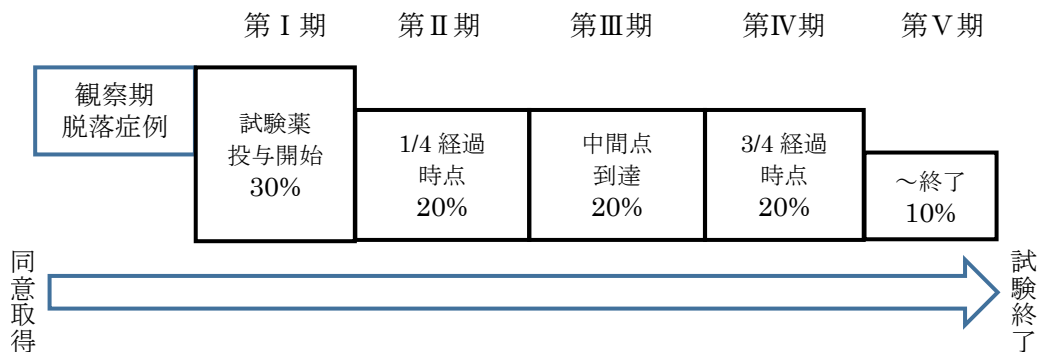 第Ⅰ期 第Ⅱ期 第Ⅲ期 第Ⅳ期 第Ⅴ期
観察期
脱落症例
試験薬
投与開始
30%
1/4 経過
時点
20%
中間点
到達
20%
3/4 経過
時点
20%
～終了
10%
同意取得
試験終了